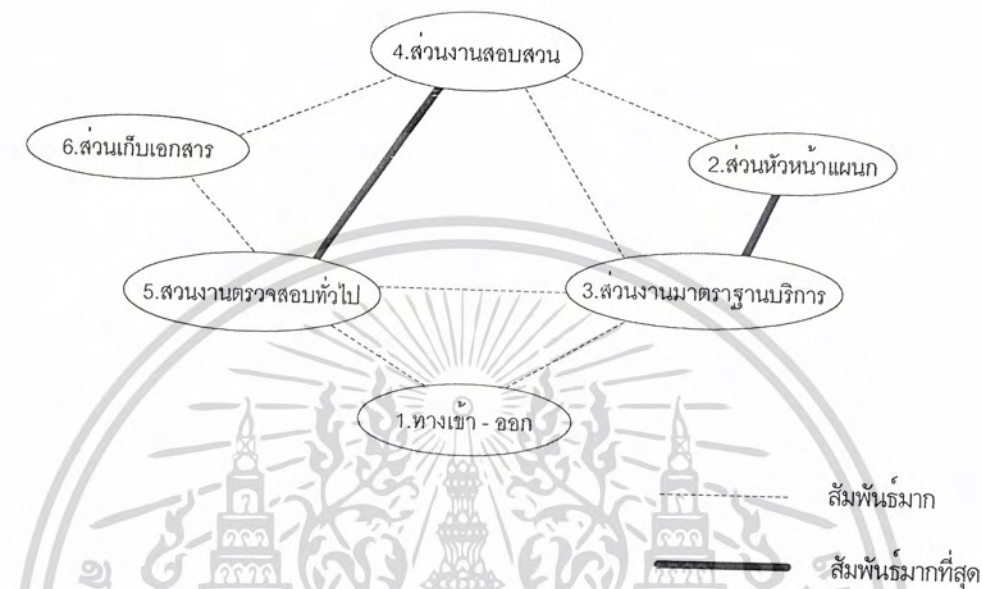 4.ส่วนงานสอบสวน
6.ส่วนเก็บเอกสาร
2.ส่วนหัวหน้าแผนก
5.สวนงานตรวจสอบทั่วไป
3.ส่วนงานมาตราฐานบริการ
1.ทางเข้า - ออก
สัมพันธ์มาก
สัมพันธ์มากที่สุด